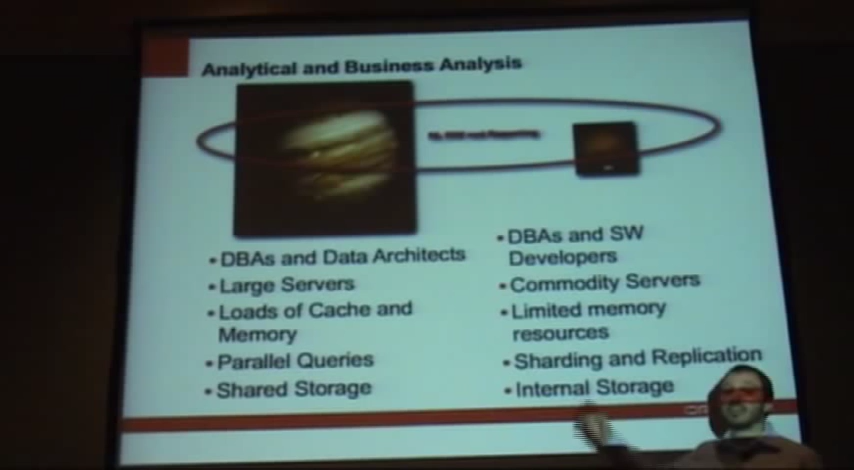 Analytical and Business Analysis
• DBAs and Data Architects
• Large Servers
• Loads of Cache and
Memory
• Parallel Queries
• Shared Storage
• DBAs and SW
Developers
• Commodity Servers
• Limited memory
resources
• Sharding and Replication
• Internal Storage